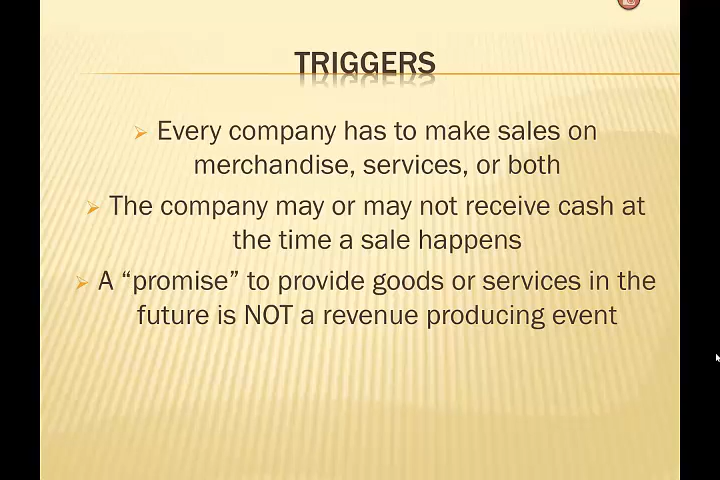 TRIGGERS
Every company has to make sales on
merchandise, services, or both
The company may or may not receive cash at
the time a sale happens
A “promise” to provide goods or services in the
future is NOT a revenue producing event